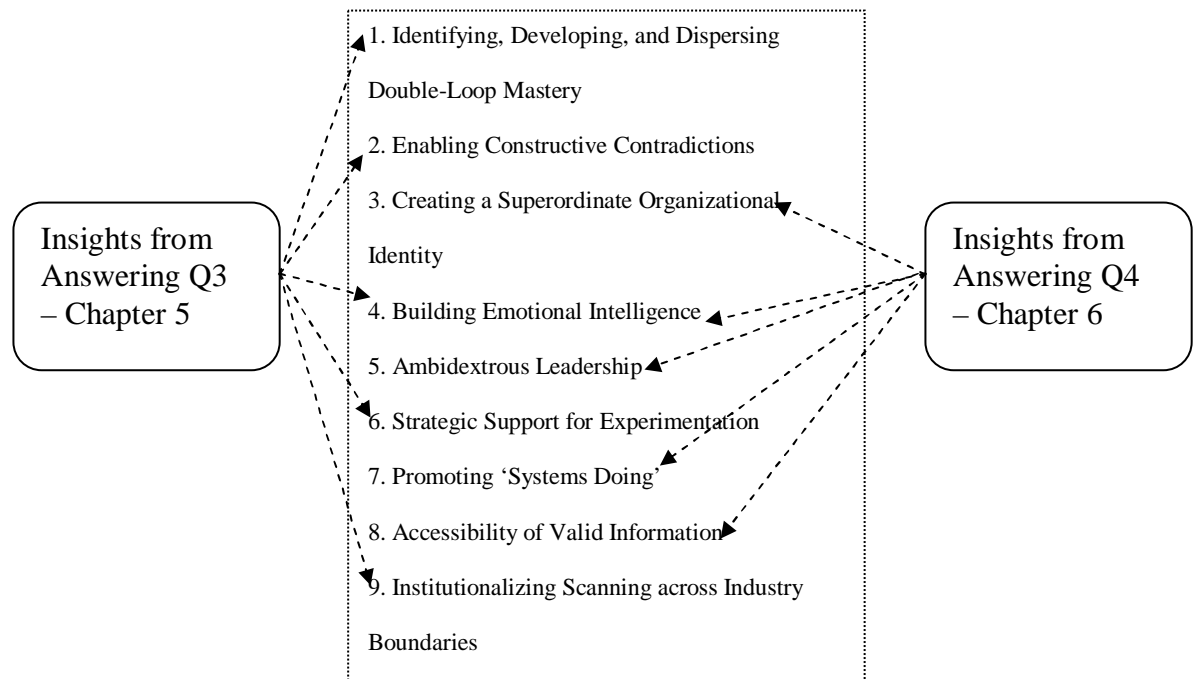 1. Identifying, Developing, and Dispersing
Double-Loop Mastery
2. Enabling Constructive Contradictions
3. Creating a Superordinate Organizational
Identity
4. Building Emotional Intelligence
5. Ambidextrous Leadership
6. Strategic Support for Experimentation
7. Promoting ‘Systems Doing’
8. Accessibility of Valid Information
9. Institutionalizing Scanning across Industry
Boundaries
Insights from
Answering Q3
– Chapter 5
Insights from
Answering Q4
– Chapter 6